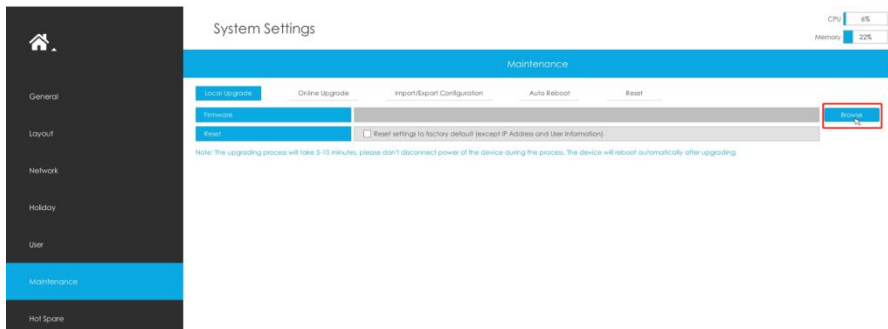 System Settings
CPU 6%
Memory 22%
Maintenance
General
Layout
Network
Holiday
User
Maintenance
Hot Spare
Local Upgrade Online Upgrade Import/Export Configuration Auto Reboot Reset
Firmware Browse
Reset Reset settings to factory default (except IP Address and User Information)
Note: The upgrading process will take 5-10 minutes, please don't disconnect power of the device during the process. The device will reboot automatically after upgrading.